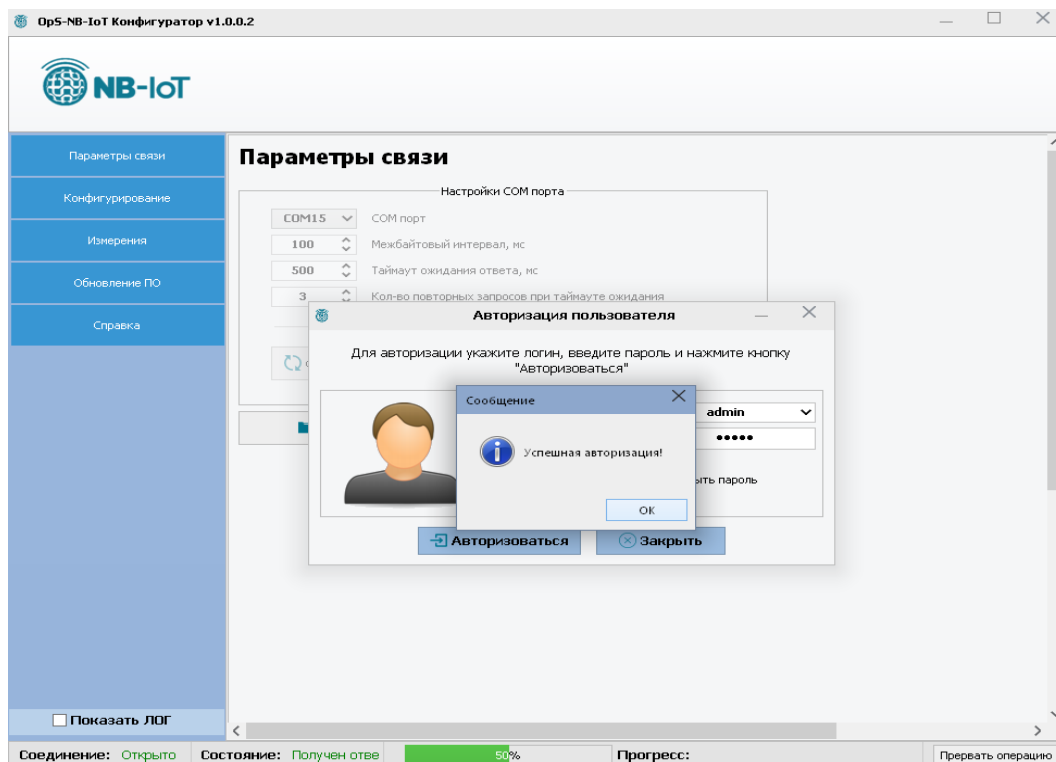 OpS-NB-IoT Конфигуратор v1.0.0.2
NB-IoT
Параметры связи
Конфигурирование
Измерения
Обновление ПО
Справка
Показать ЛОГ
Параметры связи
Настройки COM порта
COM15 COM порт
100 Межбайтовый интервал, мс
500 Таймаут ожидания ответа, мс
3 Кол-во повторных запросов при таймауте ожидания
Авторизация пользователя
Для авторизации укажите логин, введите пароль и нажмите кнопку
"Авторизоваться"
admin
•••••
пароль
Сообщение
Успешная авторизация!
OK
Авторизоваться
Закрыть
Соединение: Открыто Состояние: Получен отве 50% Прогресс: Прервать операцию